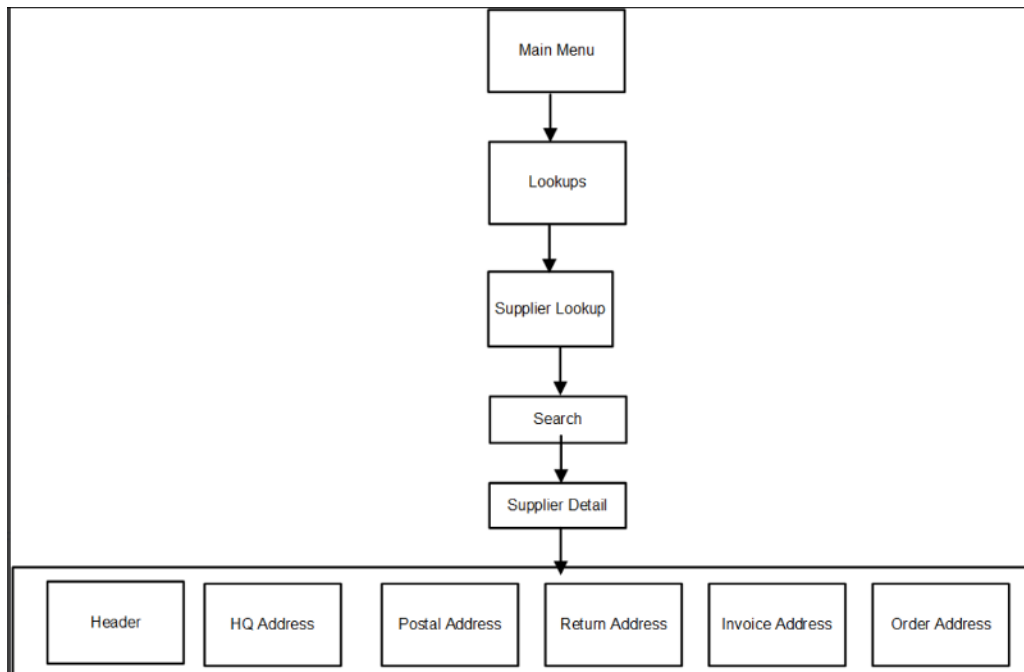 Main Menu
Lookups
Supplier Lookup
Search
Supplier Detail
Header
HQ Address
Postal Address
Return Address
Invoice Address
Order Address